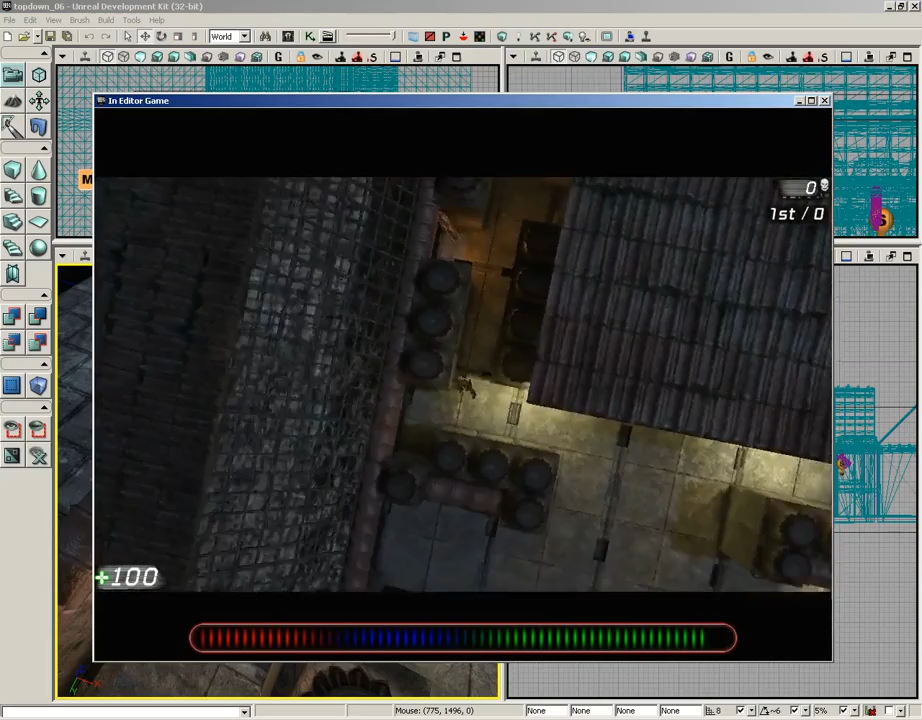 topdown_06 - Unreal Development Kit (32-bit)
File Edit View Brush Build Tools Help
World
G
P
K
S
G
S
In Editor Game
M
0
1st / 0
S
+100
Mouse: (775, 1496, 0)
None
None
None
None
8
~6
5%